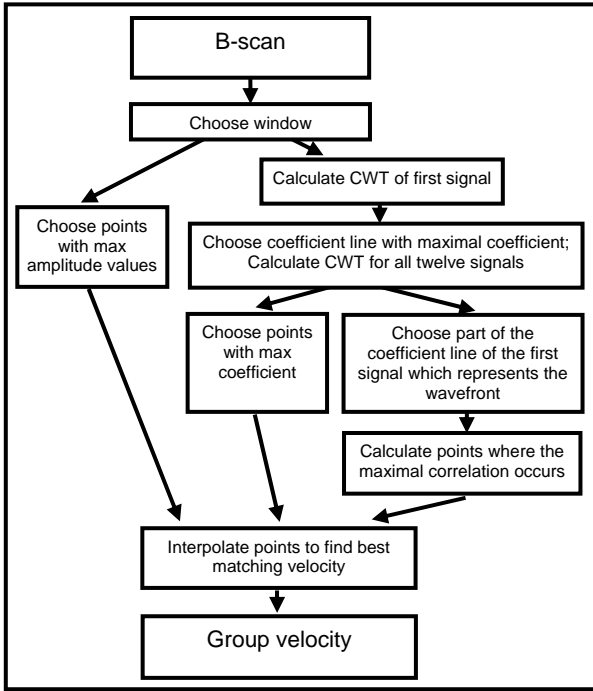 B-scan
Choose window
Calculate CWT of first signal
Choose points
with max
amplitude values
Choose coefficient line with maximal coefficient;
Calculate CWT for all twelve signals
Choose points
with max
coefficient
Choose part of the
coefficient line of the first
signal which represents the
wavefront
Calculate points where the
maximal correlation occurs
Interpolate points to find best
matching velocity
Group velocity